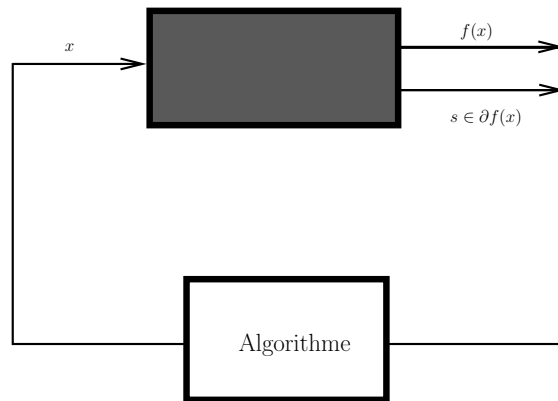 x
f(x)
s ∈ ∂f(x)
Algorithme